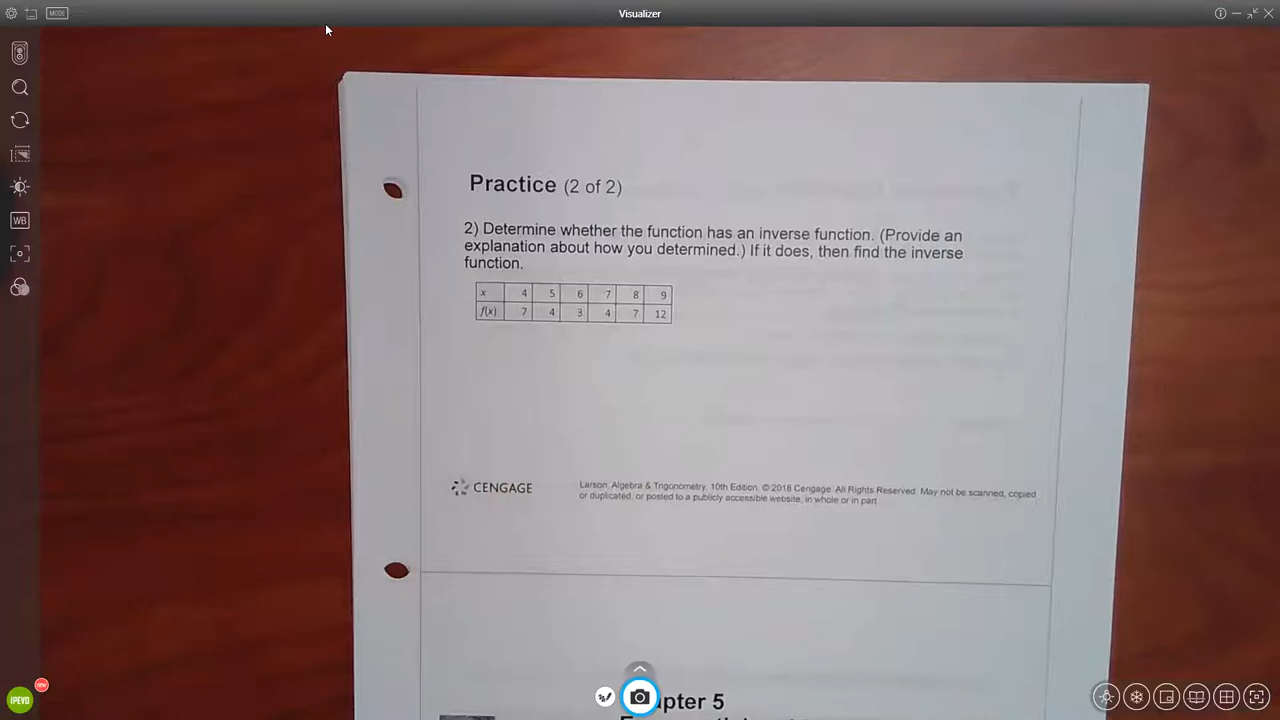 MODE
Visualizer
WB
Practice (2 of 2)
2) Determine whether the function has an inverse function. (Provide an
explanation about how you determined.) If it does, then find the inverse
function.
x 4 5 6 7 8 9
f(x) 7 4 3 4 7 12
CENGAGE
Larson, Algebra & Trigonometry, 10th Edition. © 2018 Cengage. All Rights Reserved. May not be scanned, copied
or duplicated, or posted to a publicly accessible website, in whole or in part.
pter 5
IPEVO
new